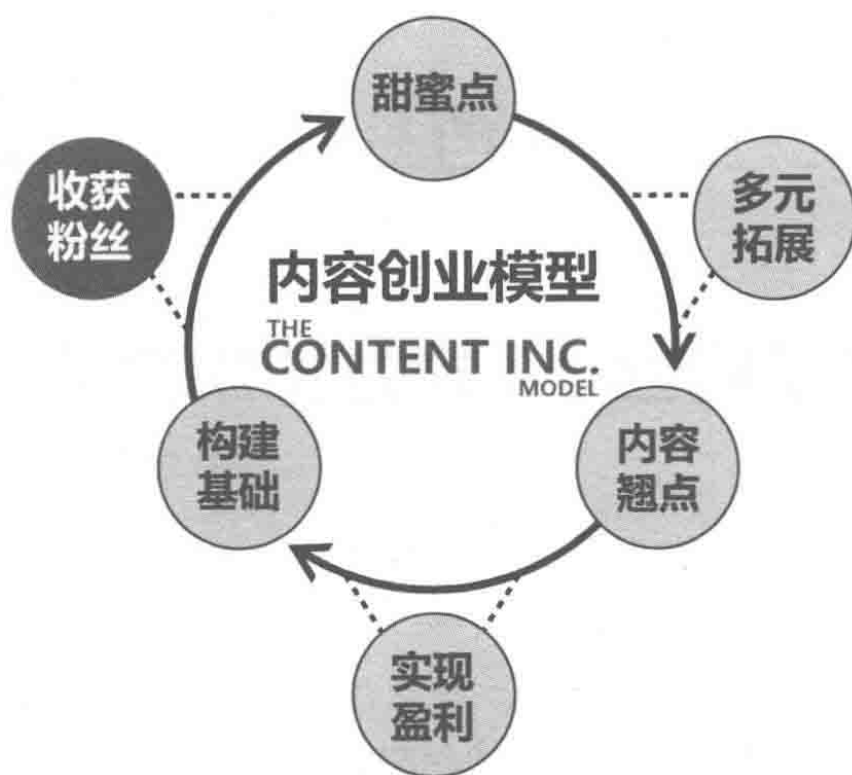 甜蜜点
收获
粉丝
多元
拓展
内容创业模型
THE
CONTENT INC.
MODEL
构建
基础
内容
翘点
实现
盈利